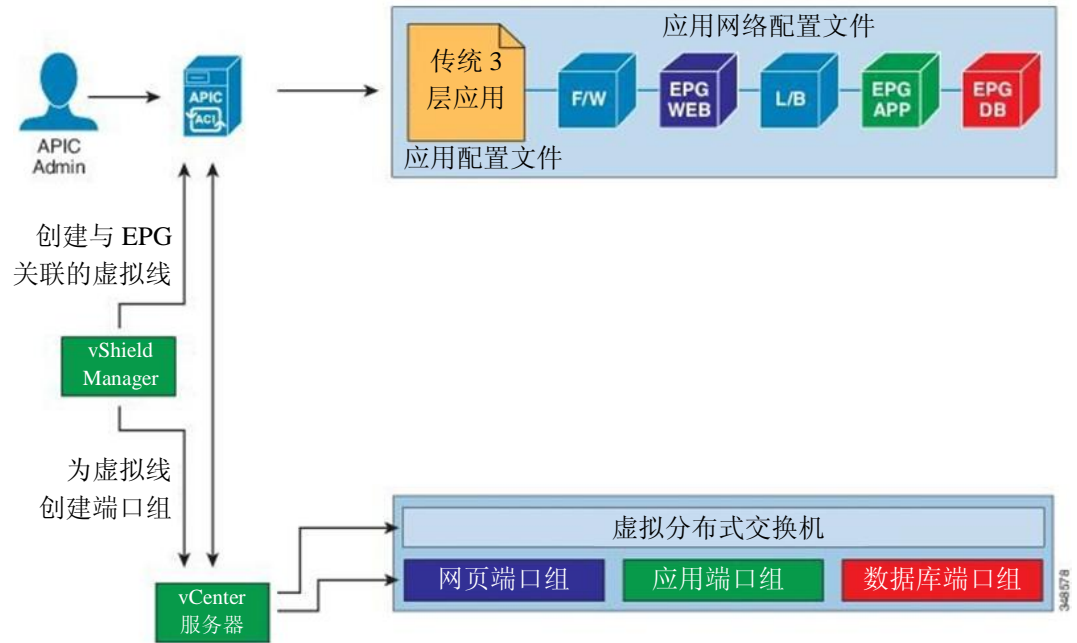 应用网络配置文件
传统 3
层应用
F/W
EPG
WEB
L/B
EPG
APP
EPG
DB
应用配置文件
APIC
ACI
APIC
Admin
创建与 EPG
关联的虚拟线
vShield
Manager
为虚拟线
创建端口组
vCenter
服务器
虚拟分布式交换机
网页端口组
应用端口组
数据库端口组
348578